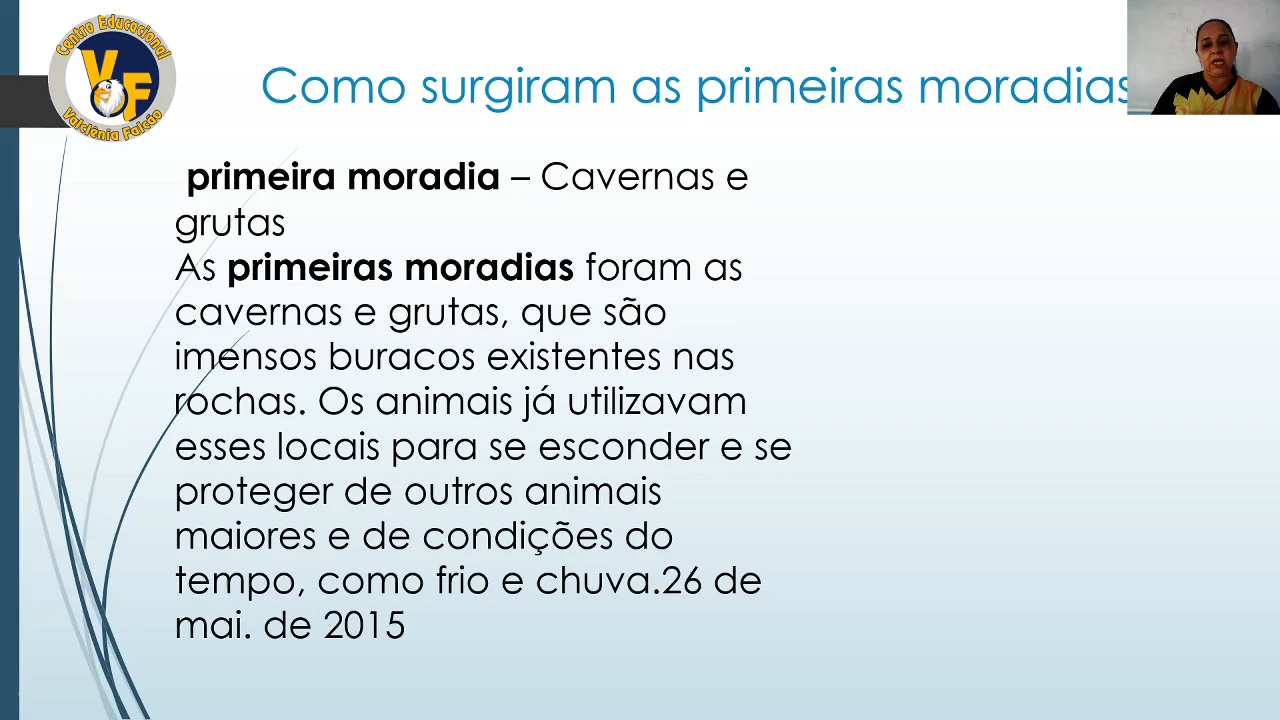 Centro Educacional
VF
Valciênia Falcão
Como surgiram as primeiras moradias
primeira moradia – Cavernas e
grutas
As primeiras moradias foram as
cavernas e grutas, que são
imensos buracos existentes nas
rochas. Os animais já utilizavam
esses locais para se esconder e se
proteger de outros animais
maiores e de condições do
tempo, como frio e chuva.26 de
mai. de 2015